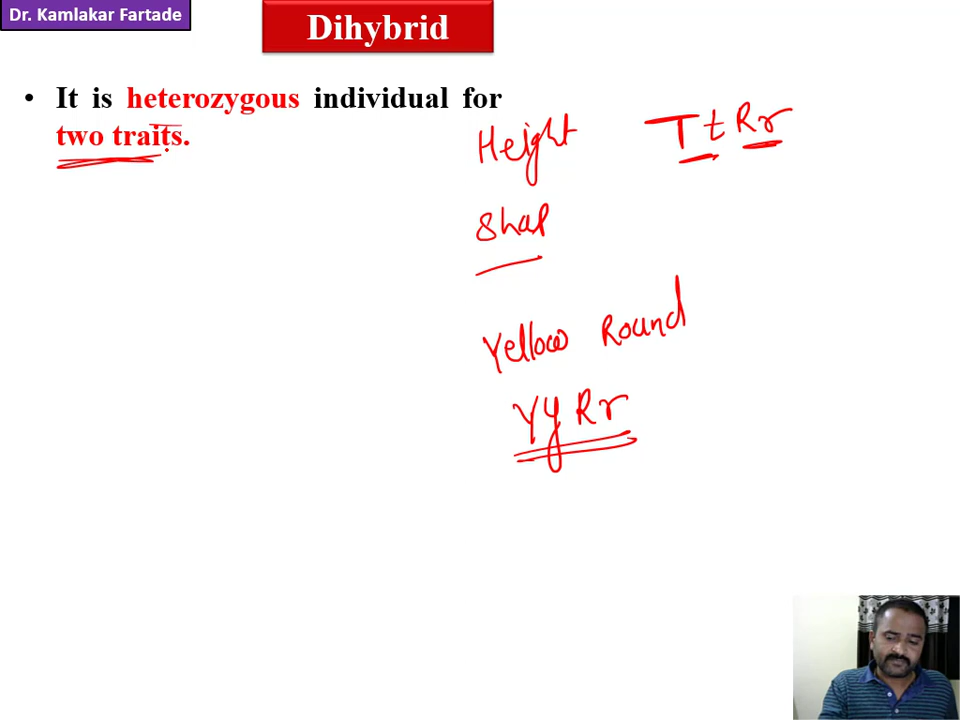 Dr. Kamlakar Fartade
Dihybrid
• It is heterozygous individual for
two traits.
Height TtRr
Shap
Yellow Round
YyRr